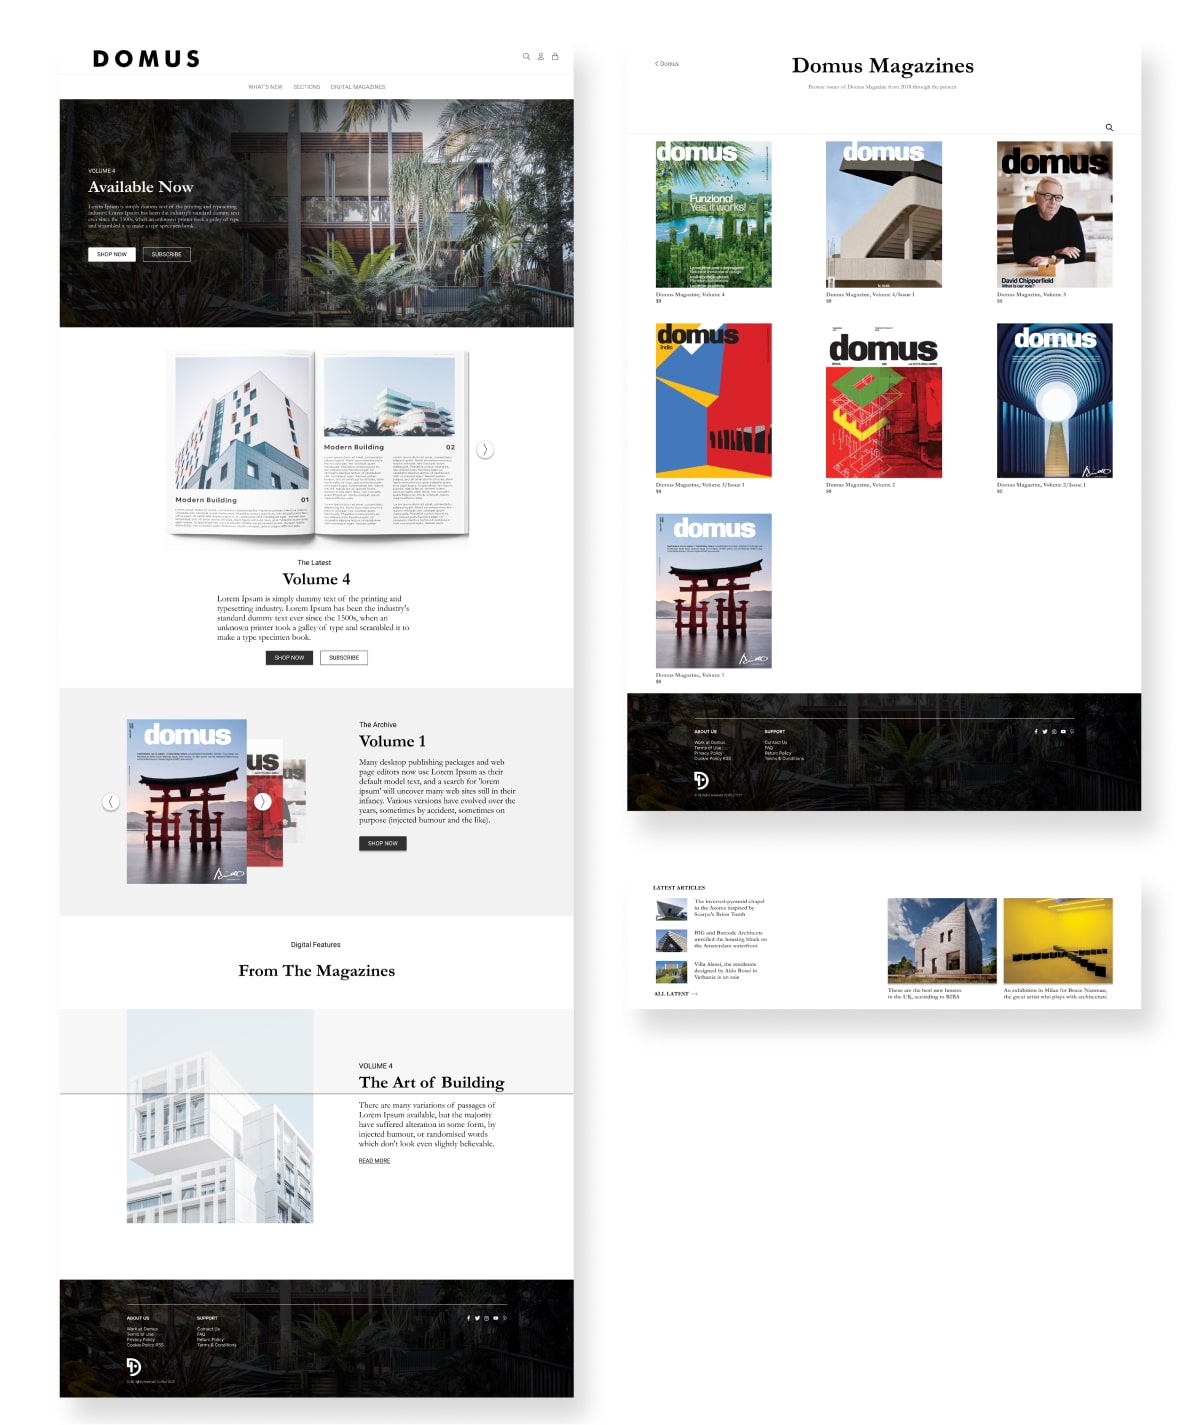 DOMUS
WHAT'S NEW SECTIONS DIGITAL MAGAZINES
VOLUME 4
Available Now
Lorem Ipsum is simply dummy text of the printing and typesetting
industry. Lorem Ipsum has been the industry's standard dummy text
ever since the 1500s, when an unknown printer took a galley of type
and scrambled it to make a type specimen book.
SHOP NOW SUBSCRIBE
Modern Building 01
Modern Building 02
The Latest
Volume 4
Lorem Ipsum is simply dummy text of the printing and
typesetting industry. Lorem Ipsum has been the industry's
standard dummy text ever since the 1500s, when an
unknown printer took a galley of type and scrambled it to
make a type specimen book.
SHOP NOW SUBSCRIBE
domus
us
us
The Archive
Volume 1
Many desktop publishing packages and web
page editors now use Lorem Ipsum as their
default model text, and a search for 'lorem
ipsum' will uncover many web sites still in their
infancy. Various versions have evolved over the
years, sometimes by accident, sometimes on
purpose (injected humour and the like).
SHOP NOW
Digital Features
From The Magazines
VOLUME 4
The Art of Building
There are many variations of passages of
Lorem Ipsum available, but the majority
have suffered alteration in some form, by
injected humour, or randomised words
which don't look even slightly believable.
READ MORE
ABOUT US
Work at Domus
Terms of Use
Privacy Policy
Cookie Policy RSS
SUPPORT
Contact Us
FAQ
Return Policy
Terms & Conditions
< Domus
Domus Magazines
Browse issues of Domus Magazine from 2018 through the present
domus
Funziona!
Yes, it works!
Domus Magazine, Volume 4
$0
domus
Domus Magazine, Volume 4/Issue 1
$0
domus
David Chipperfield
What is our role?
Domus Magazine, Volume 3
$0
domus
India
Domus Magazine, Volume 3/Issue 1
$0
domus
Domus Magazine, Volume 2
$0
domus
Domus Magazine, Volume 2/Issue 1
$0
domus
Domus Magazine, Volume 1
$0
ABOUT US
Work at Domus
Terms of Use
Privacy Policy
Cookie Policy RSS
SUPPORT
Contact Us
FAQ
Return Policy
Terms & Conditions
LATEST ARTICLES
The inverted-pyramid chapel
in the Azores inspired by
Scarpa's Brion Tomb
BIG and Barcode Architects
unveiled the housing block on
the Amsterdam waterfront
Villa Alessi, the residence
designed by Aldo Rossi in
Verbania is on sale
ALL LATEST →
These are the best new houses
in the UK, according to RIBA
An exhibition in Milan for Bruce Nauman,
the great artist who plays with architecture